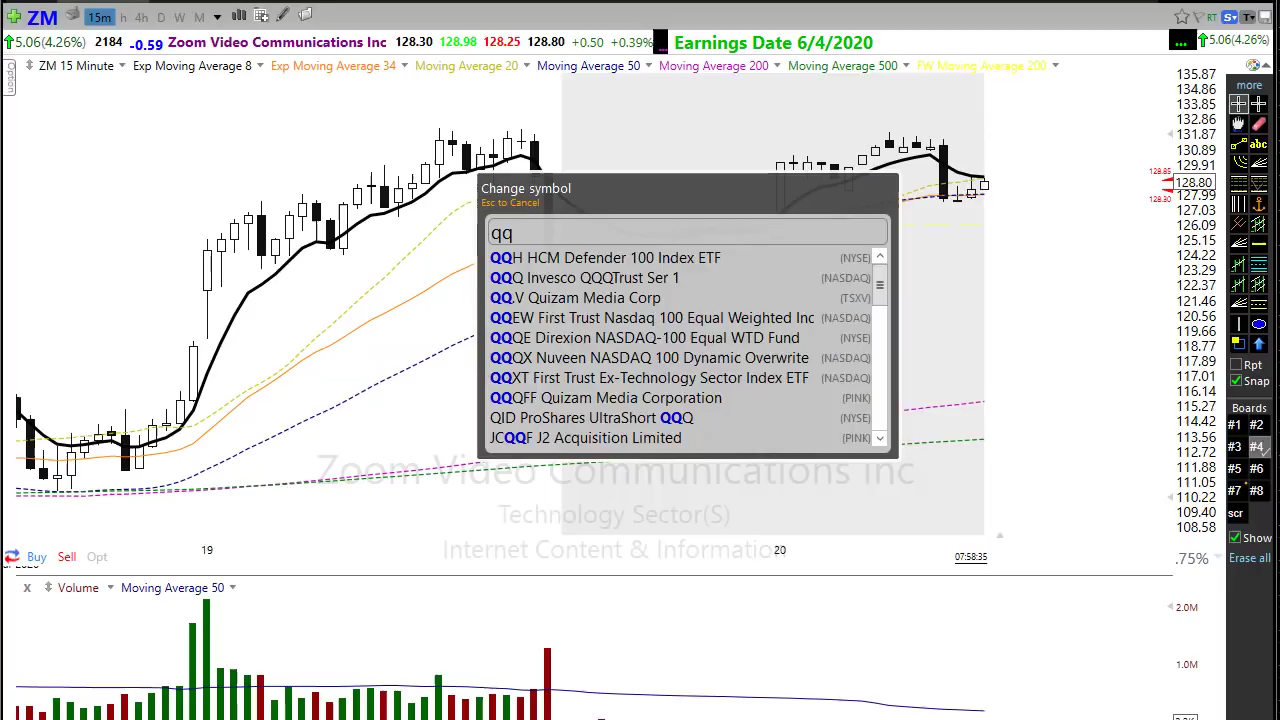 ZM 15m h 4h D W M RT S T
5.06(4.26%) 2184 -0.59 Zoom Video Communications Inc 128.30 128.98 128.25 128.80 +0.50 +0.39% ... Earnings Date 6/4/2020 ... 5.06(4.26%)
Option
ZM 15 Minute Exp Moving Average 8 Exp Moving Average 34 Moving Average 20 Moving Average 50 Moving Average 200 Moving Average 500 FW Moving Average 200
135.87
134.86
133.85
132.86
131.87
130.89
129.91
128.85
128.80
127.99
128.30
127.03
126.09
125.15
124.22
123.29
122.37
121.46
120.56
119.66
118.77
117.89
117.01
116.14
115.27
114.42
113.56
112.72
111.88
111.05
110.22
109.40
108.58
more
abc
Rpt
Snap
Boards
#1 #2
#3 #4
#5 #6
#7 #8
scr
Show
Erase all
Change symbol
Esc to Cancel
qq
QQH HCM Defender 100 Index ETF (NYSE)
QQQ Invesco QQQTrust Ser 1 (NASDAQ)
QQ.V Quizam Media Corp (TSXV)
QQEW First Trust Nasdaq 100 Equal Weighted Inc (NASDAQ)
QQQE Direxion NASDAQ-100 Equal WTD Fund (NYSE)
QQQX Nuveen NASDAQ 100 Dynamic Overwrite (NASDAQ)
QQXT First Trust Ex-Technology Sector Index ETF (NASDAQ)
QQQFF Quizam Media Corporation (PINK)
QID ProShares UltraShort QQQ (NYSE)
JCQQF J2 Acquisition Limited (PINK)
Zoom Video Communications Inc
Technology Sector(S)
Internet Content & Informatio
19 20 07:58:35
Buy Sell Opt
.75%
x Volume Moving Average 50
2.0M
1.0M